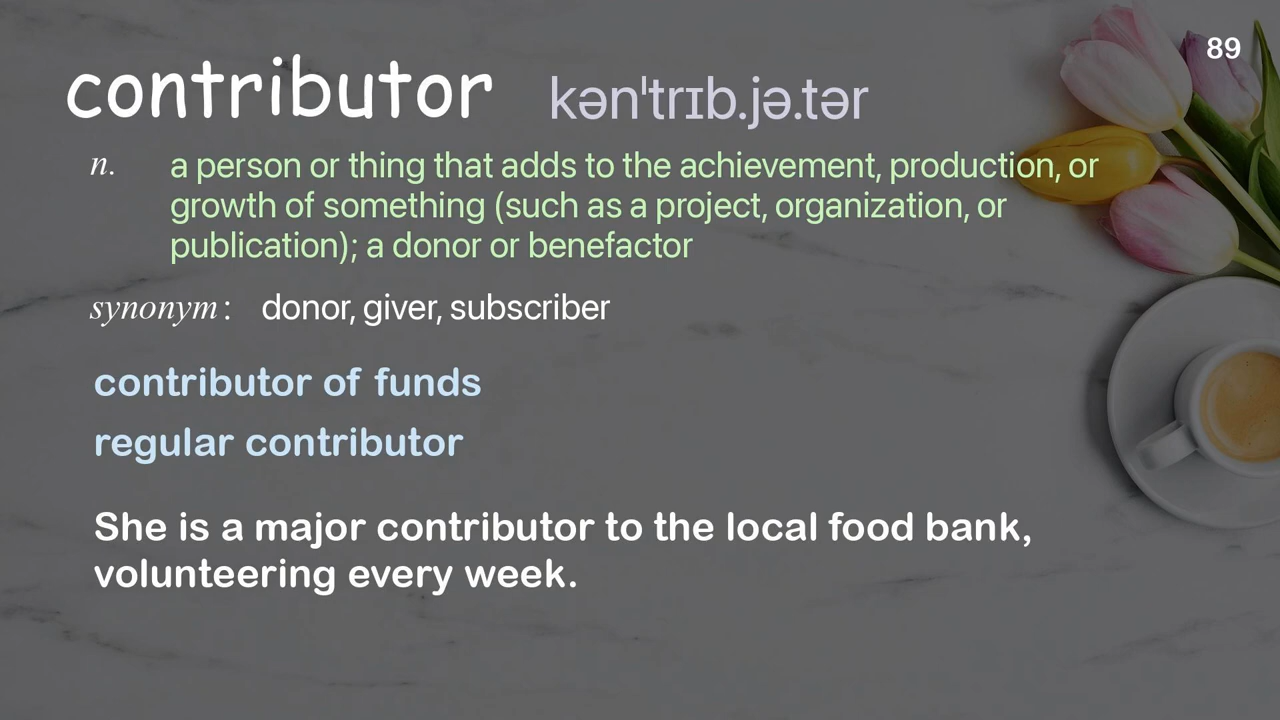 89
contributor kən'trɪb.jə.tər
n. a person or thing that adds to the achievement, production, or
growth of something (such as a project, organization, or
publication); a donor or benefactor
synonym : donor, giver, subscriber
contributor of funds
regular contributor
She is a major contributor to the local food bank,
volunteering every week.